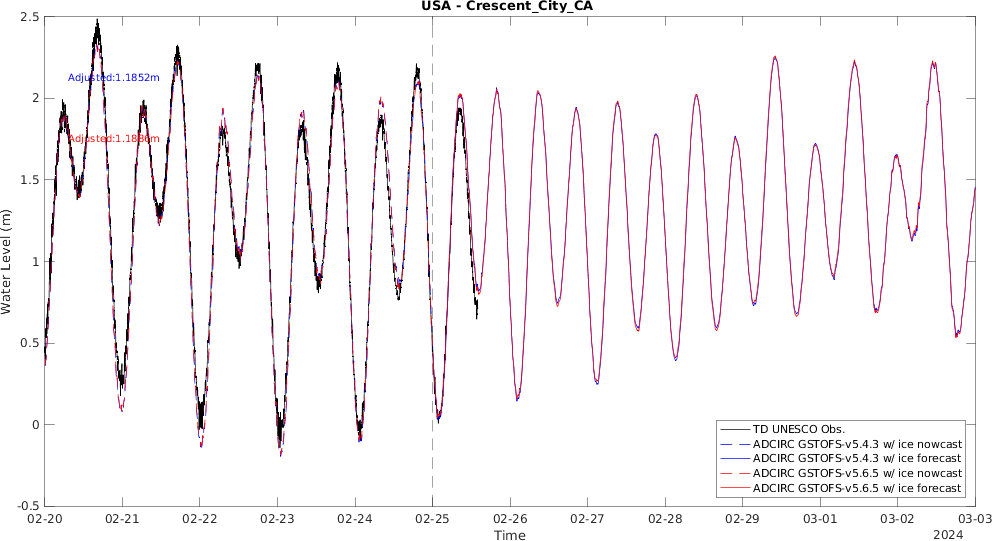 USA - Crescent_City_CA
2.5
2
1.5
1
0.5
0
-0.5
Water Level (m)
Adjusted:1.1852m
Adjusted:1.1886m
TD UNESCO Obs.
ADCIRC GSTOFS-v5.4.3 w/ ice nowcast
ADCIRC GSTOFS-v5.4.3 w/ ice forecast
ADCIRC GSTOFS-v5.6.5 w/ ice nowcast
ADCIRC GSTOFS-v5.6.5 w/ ice forecast
02-20 02-21 02-22 02-23 02-24 02-25 02-26 02-27 02-28 02-29 03-01 03-02 03-03
Time
2024